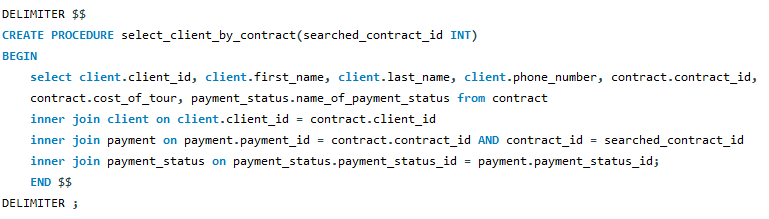 DELIMITER $$
CREATE PROCEDURE select_client_by_contract(searched_contract_id INT)
BEGIN
    select client.client_id, client.first_name, client.last_name, client.phone_number, contract.contract_id,
    contract.cost_of_tour, payment_status.name_of_payment_status from contract
    inner join client on client.client_id = contract.client_id
    inner join payment on payment.payment_id = contract.contract_id AND contract_id = searched_contract_id
    inner join payment_status on payment_status.payment_status_id = payment.payment_status_id;
    END $$
DELIMITER ;